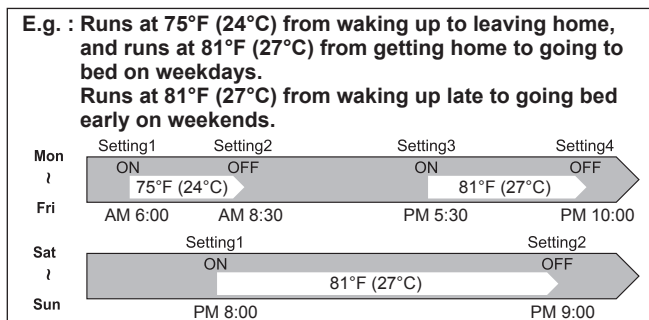 E.g. : Runs at 75°F (24°C) from waking up to leaving home,
and runs at 81°F (27°C) from getting home to going to
bed on weekdays.
Runs at 81°F (27°C) from waking up late to going bed
early on weekends.
Setting1 Setting2 Setting3 Setting4
Mon
~
Fri
ON OFF ON OFF
75°F (24°C) 81°F (27°C)
AM 6:00 AM 8:30 PM 5:30 PM 10:00
Setting1 Setting2
Sat
~
Sun
ON OFF
81°F (27°C)
PM 8:00 PM 9:00